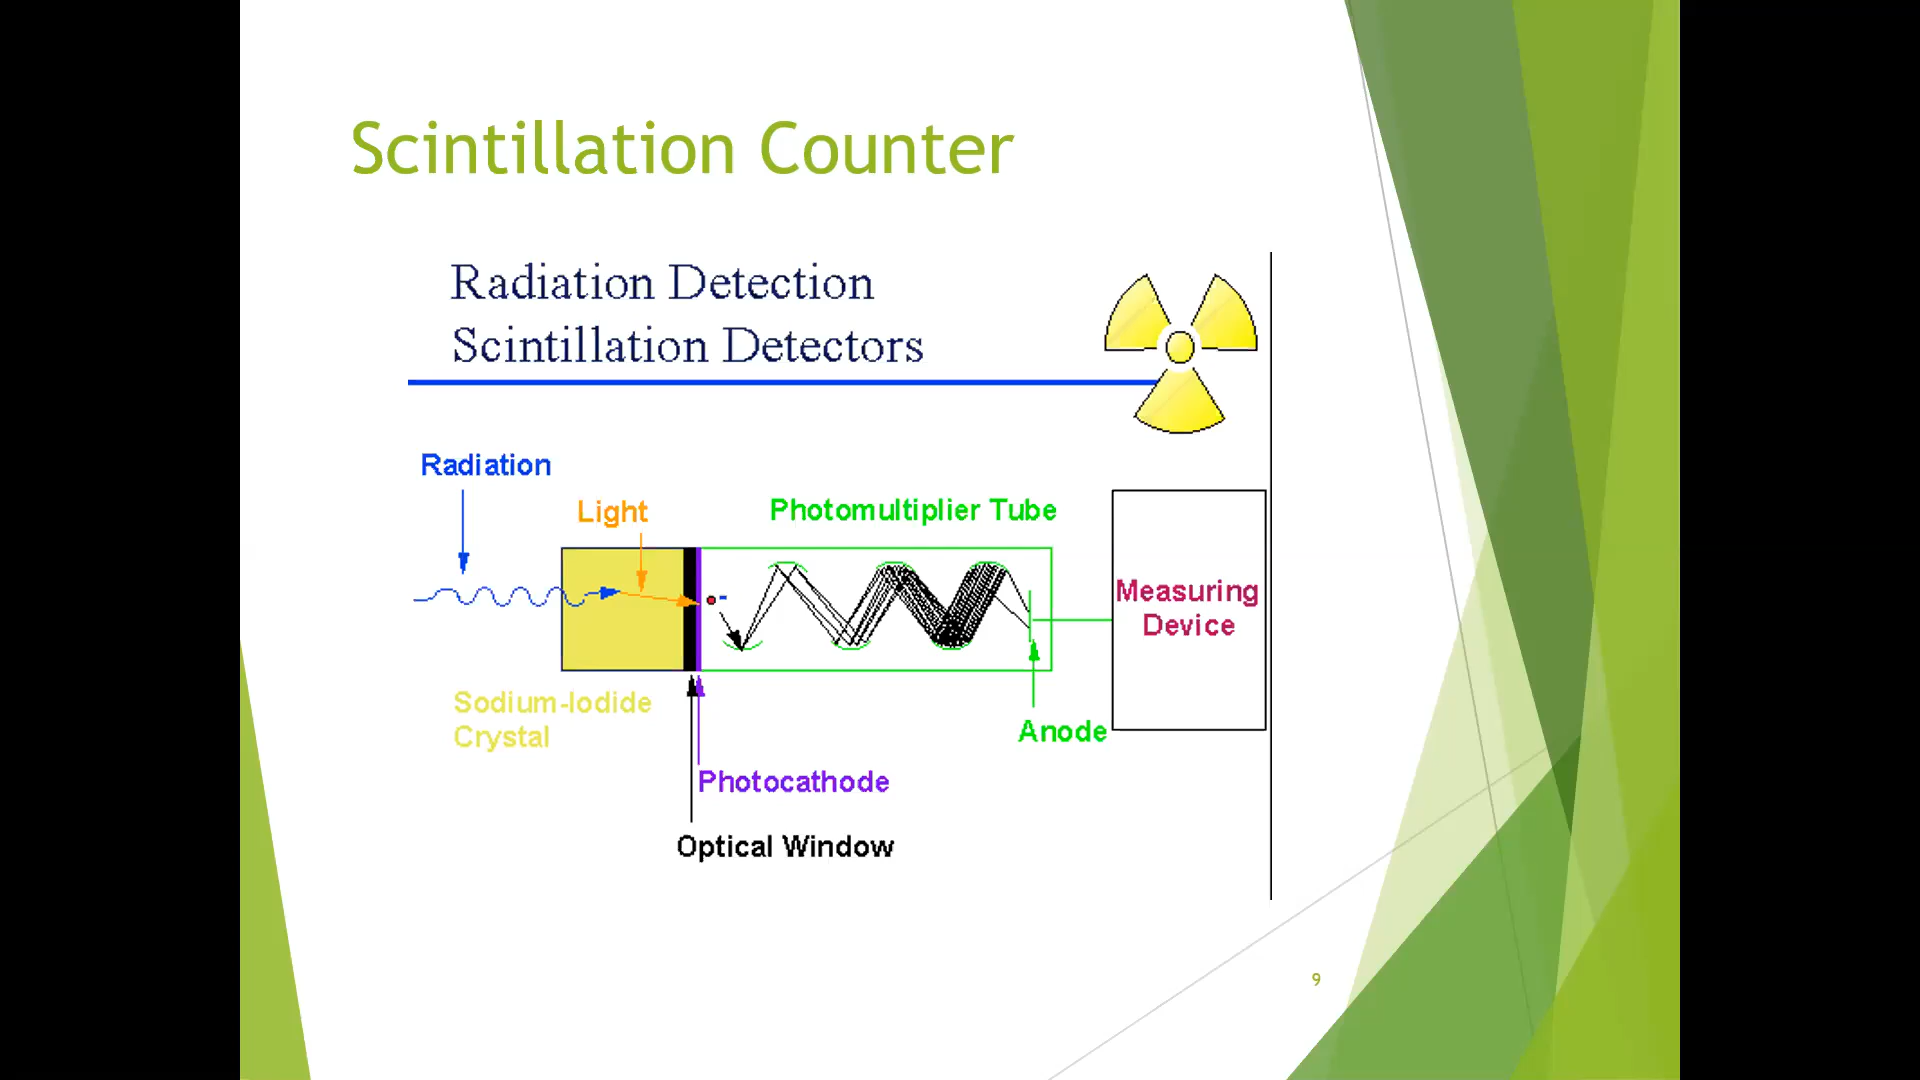 Scintillation Counter
Radiation Detection
Scintillation Detectors
Radiation
Light
Photomultiplier Tube
Measuring
Device
Sodium-Iodide
Crystal
Anode
Photocathode
Optical Window
9